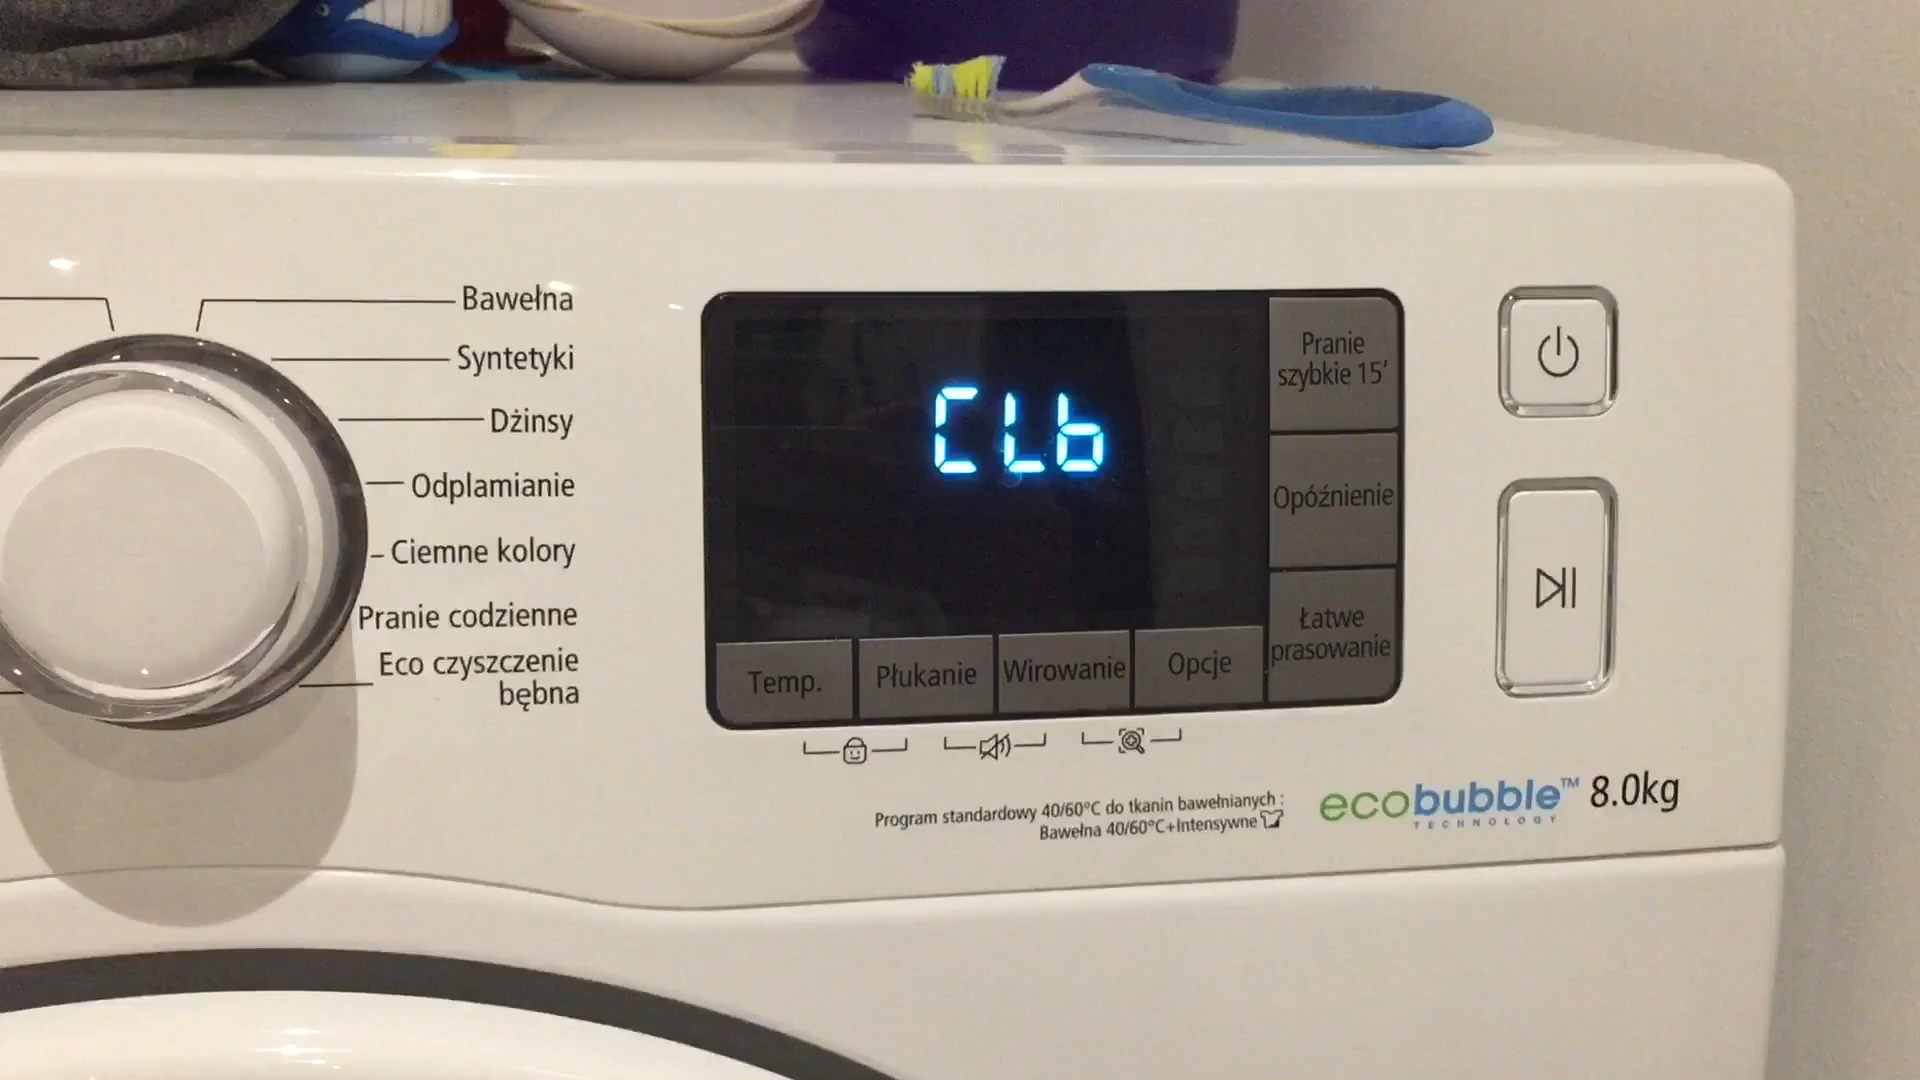 Bawełna
Syntetyki
Dżinsy
Odplamianie
Ciemne kolory
Pranie codzienne
Eco czyszczenie
bębna
CLb
Pranie
szybkie 15'
Opóźnienie
Łatwe
prasowanie
Temp.
Płukanie
Wirowanie
Opcje
Program standardowy 40/60°C do tkanin bawełnianych :
Bawełna 40/60°C+Intensywne
ecobubble™ 8.0kg
TECHNOLOGY